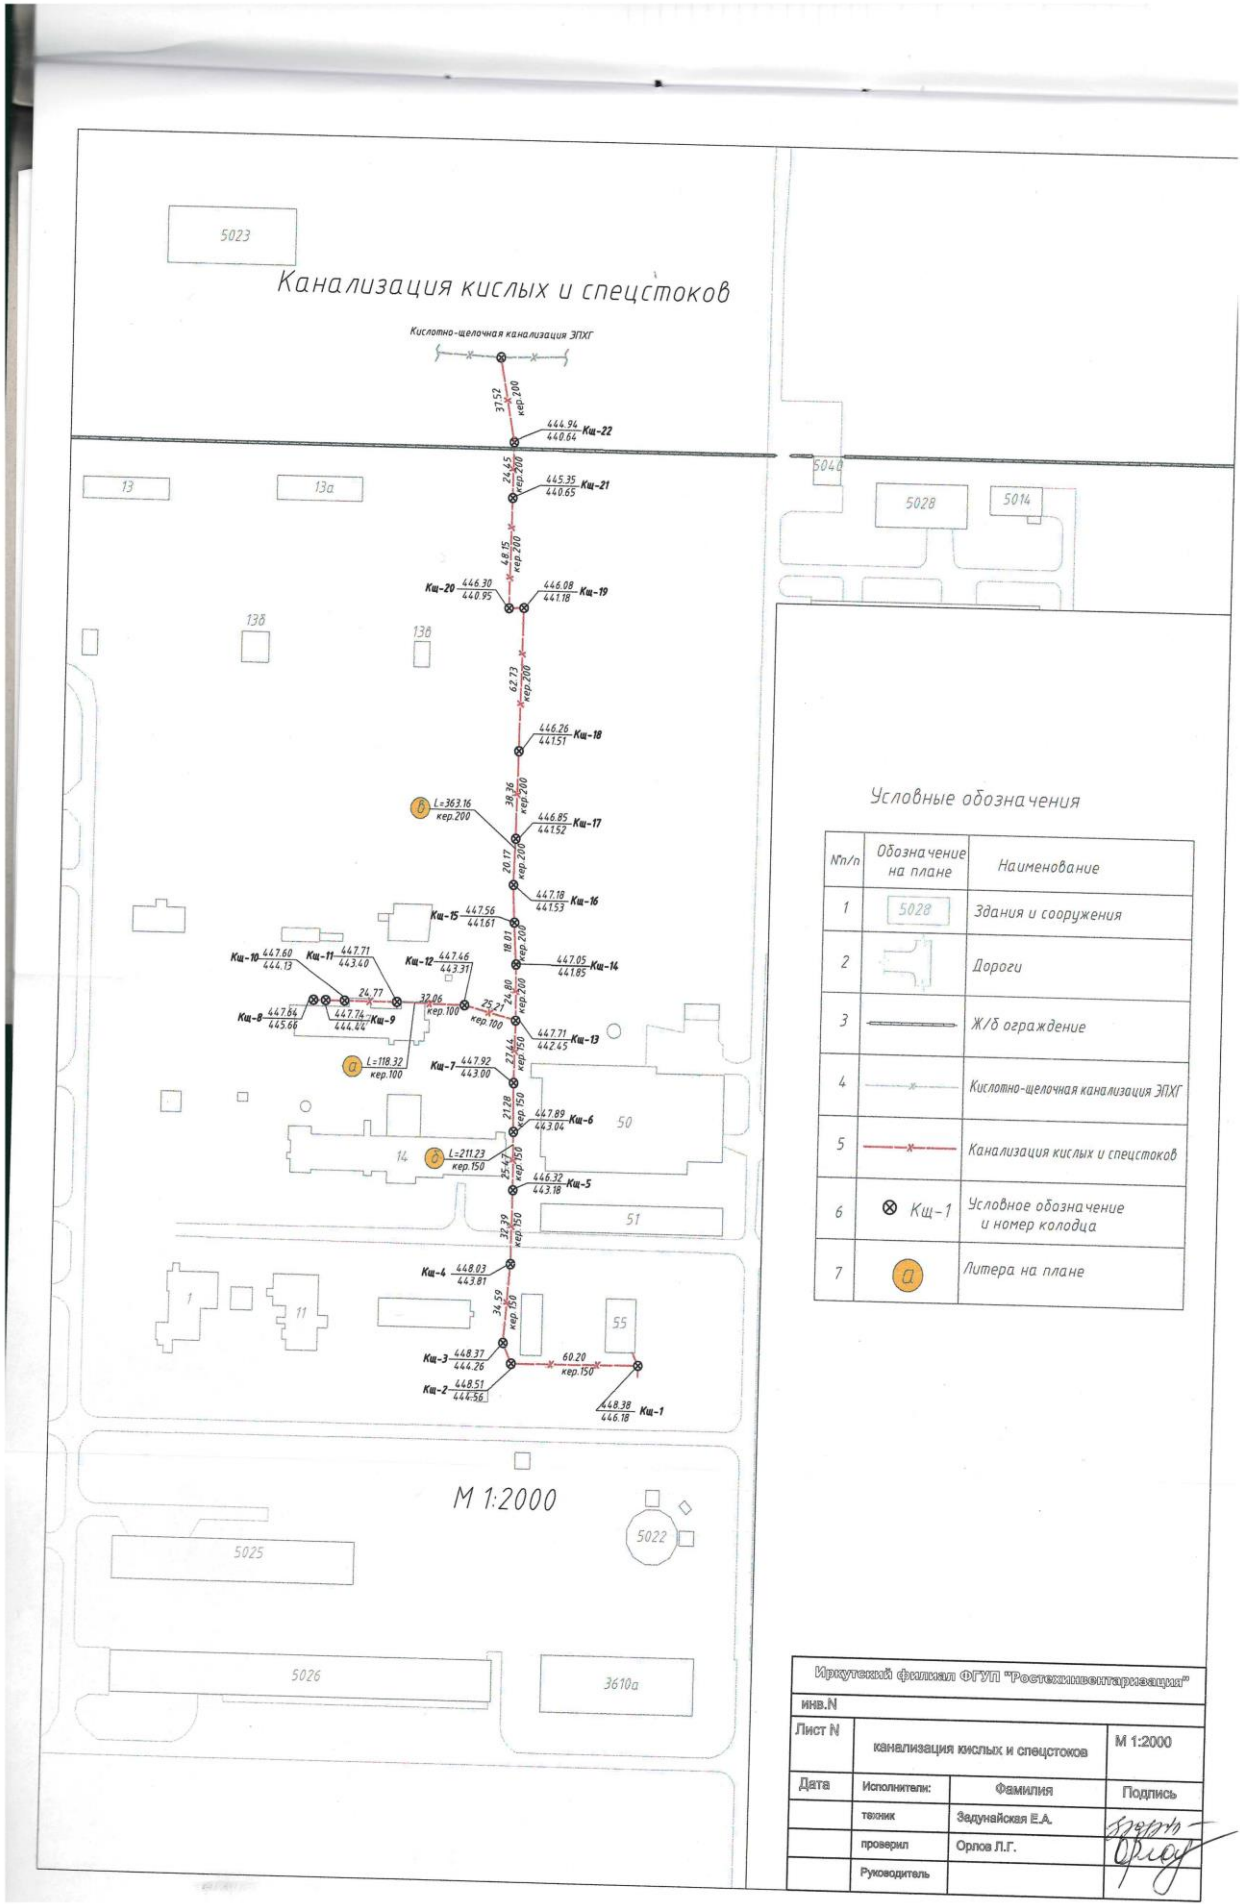 5023
Канализация кислых и спецстоков
Кислотно-щелочная канализация ЭПХГ
37.52
кер.200
444.94
440.64
Кщ-22
24.45
кер.200
5040
13
13а
445.35
440.65
Кщ-21
5028
5014
48.15
кер.200
Кщ-20
446.30
440.95
446.08
441.18
Кщ-19
13б
13в
62.73
кер.200
446.26
441.51
Кщ-18
38.36
кер.200
в
L=363.16
кер.200
446.85
441.52
Кщ-17
20.17
кер.200
447.18
441.53
Кщ-16
Кщ-15
447.56
441.61
18.01
кер.200
Кщ-10
447.60
444.13
Кщ-11
447.71
443.40
Кщ-12
447.46
443.31
447.05
441.85
Кщ-14
24.77
32.06
кер.100
25.21
кер.100
24.80
кер.200
Кщ-8
447.84
445.66
447.74
444.44
Кщ-9
447.71
442.45
Кщ-13
27.44
кер.150
а
L=118.32
кер.100
Кщ-7
447.92
443.00
21.28
кер.150
447.89
443.04
Кщ-6
50
14
б
L=211.23
кер.150
25.47
кер.150
446.32
443.18
Кщ-5
51
32.39
кер.150
Кщ-4
448.03
443.81
1
11
34.59
кер.150
55
Кщ-3
448.37
444.26
60.20
кер.150
Кщ-2
448.51
444.56
448.38
446.18
Кщ-1
М 1:2000
5022
5025
5026
3610а
Условные обозначения
№п/п
Обозначение на плане
Наименование
1
5028
Здания и сооружения
2
Дороги
3
Ж/б ограждение
4
Кислотно-щелочная канализация ЭПХГ
5
Канализация кислых и спецстоков
6
Кщ-1
Условное обозначение
и номер колодца
7
а
Литера на плане
Иркутский филиал ФГУП "Ростехинвентаризация"
инв.N
Лист N
канализация кислых и спецстоков
М 1:2000
Дата
Исполнители:
Фамилия
Подпись
техник
Задунайская Е.А.
проверил
Орлов Л.Г.
Руководитель